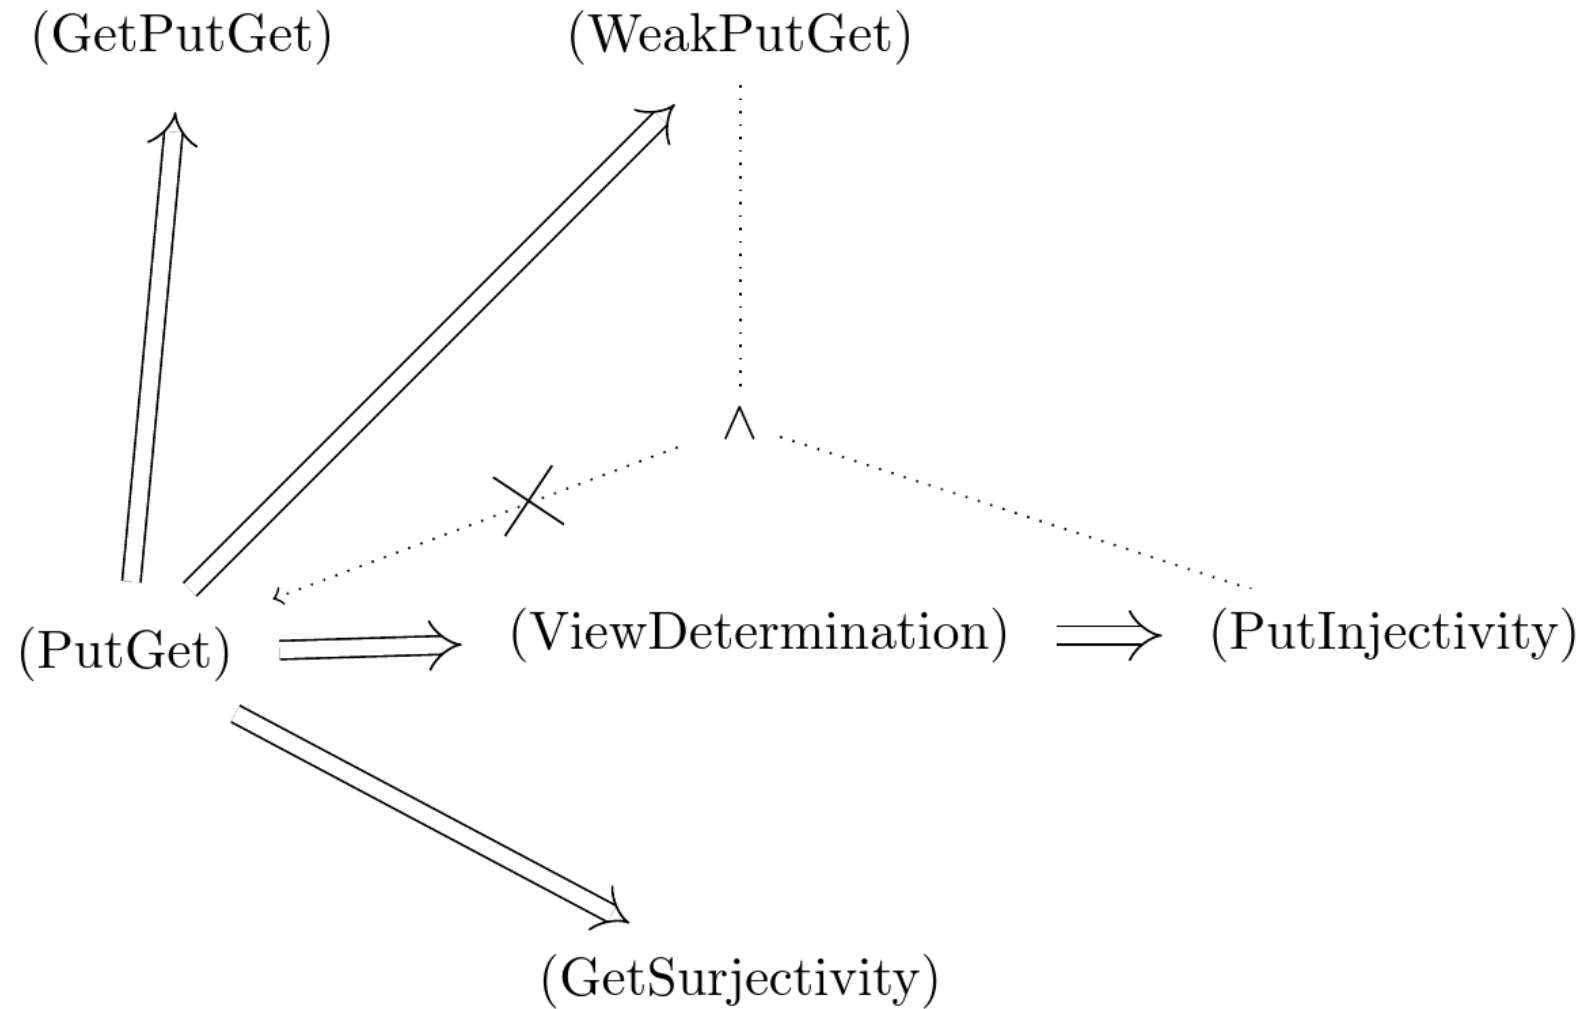 (GetPutGet) (WeakPutGet)
∧
(PutGet) (ViewDetermination) (PutInjectivity)
(GetSurjectivity)